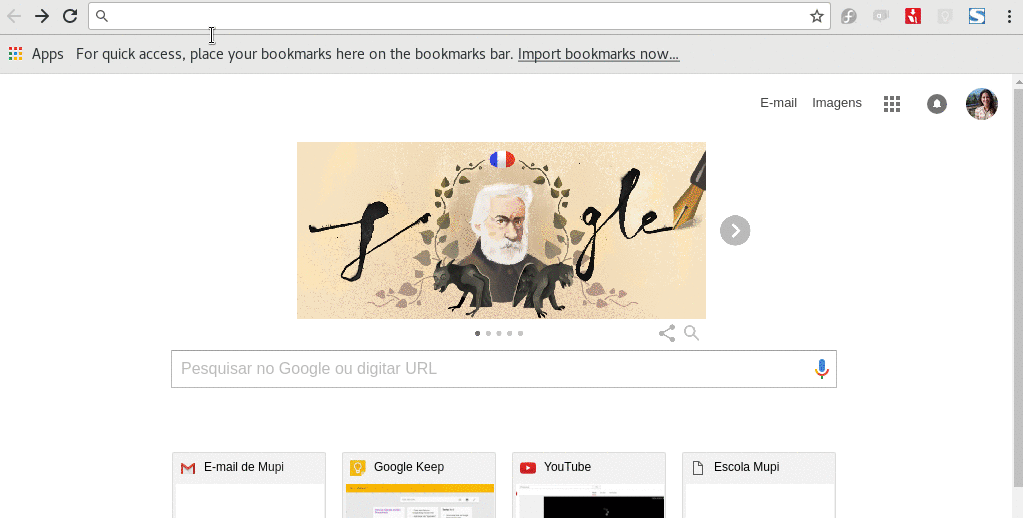 Apps For quick access, place your bookmarks here on the bookmarks bar. Import bookmarks now...
E-mail Imagens
Google
Pesquisar no Google ou digitar URL
E-mail de Mupi Google Keep YouTube Escola Mupi